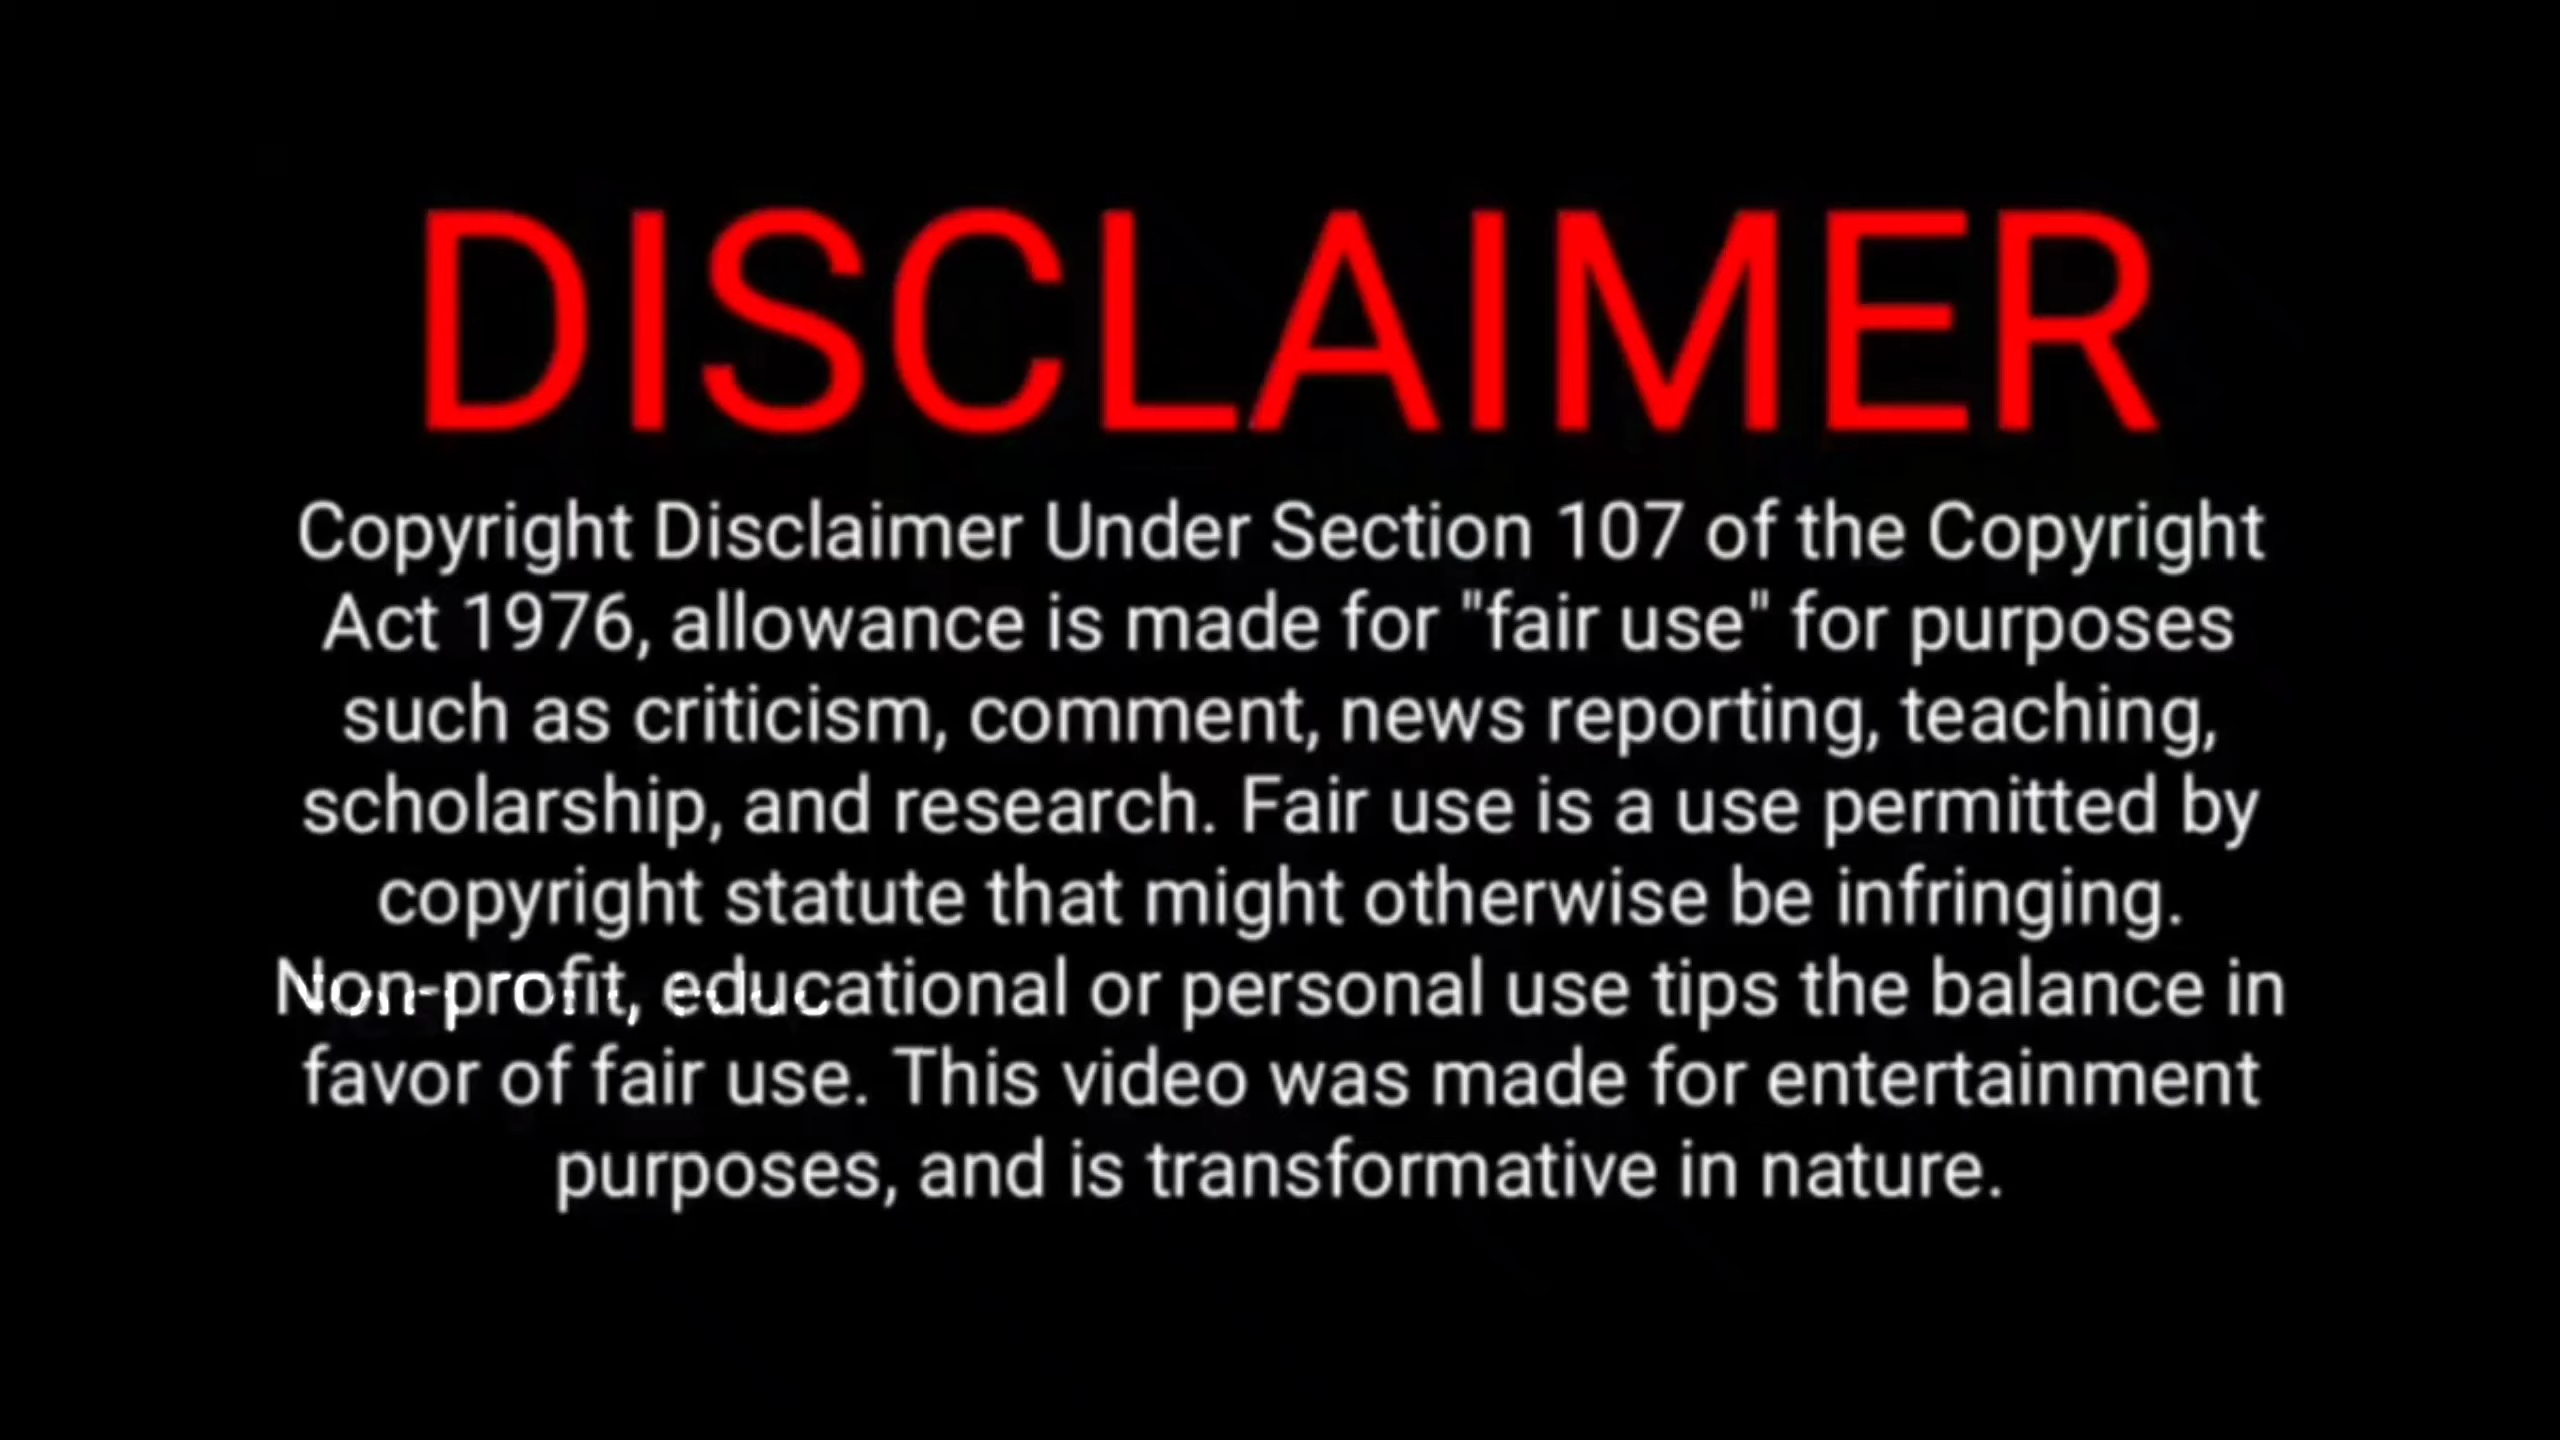 DISCLAIMER
Copyright Disclaimer Under Section 107 of the Copyright
Act 1976, allowance is made for "fair use" for purposes
such as criticism, comment, news reporting, teaching,
scholarship, and research. Fair use is a use permitted by
copyright statute that might otherwise be infringing.
Non-profit, educational or personal use tips the balance in
favor of fair use. This video was made for entertainment
purposes, and is transformative in nature.